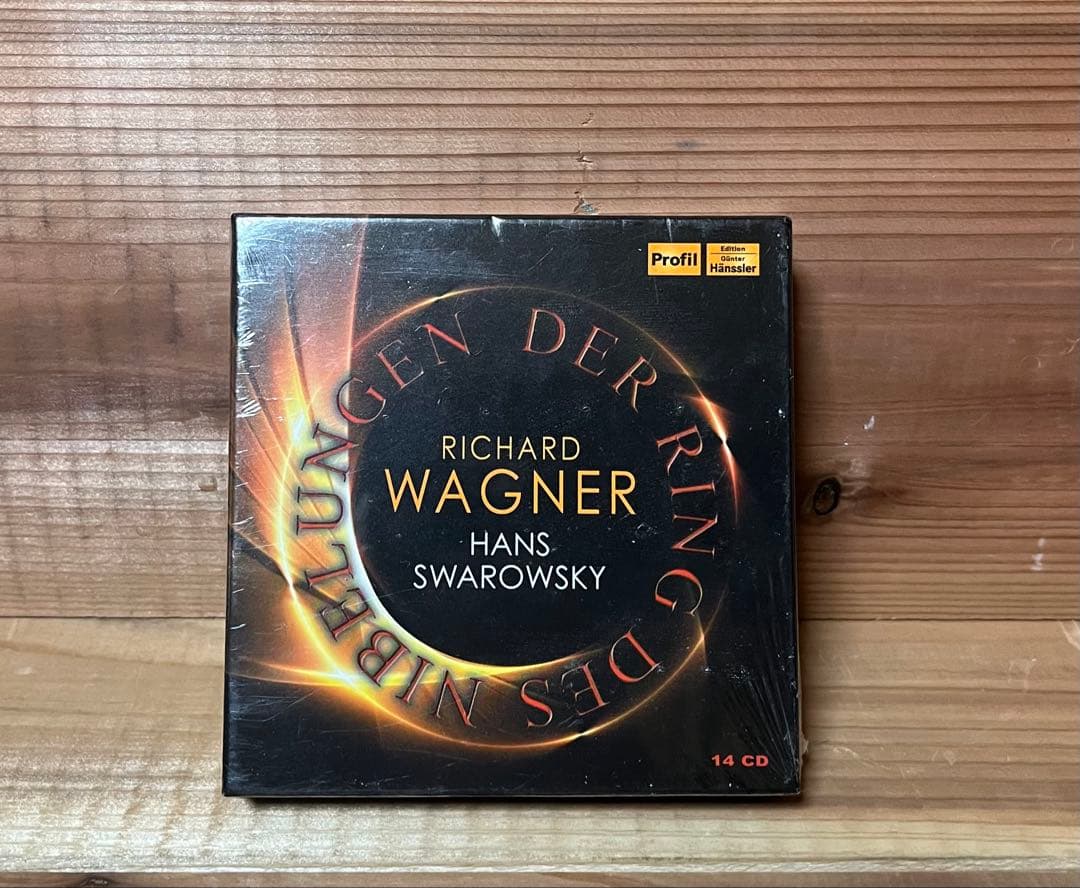 Profil
Edition
Günter
Hänssler
DER RING DES NIBELUNGEN
RICHARD
WAGNER
HANS
SWAROWSKY
14 CD